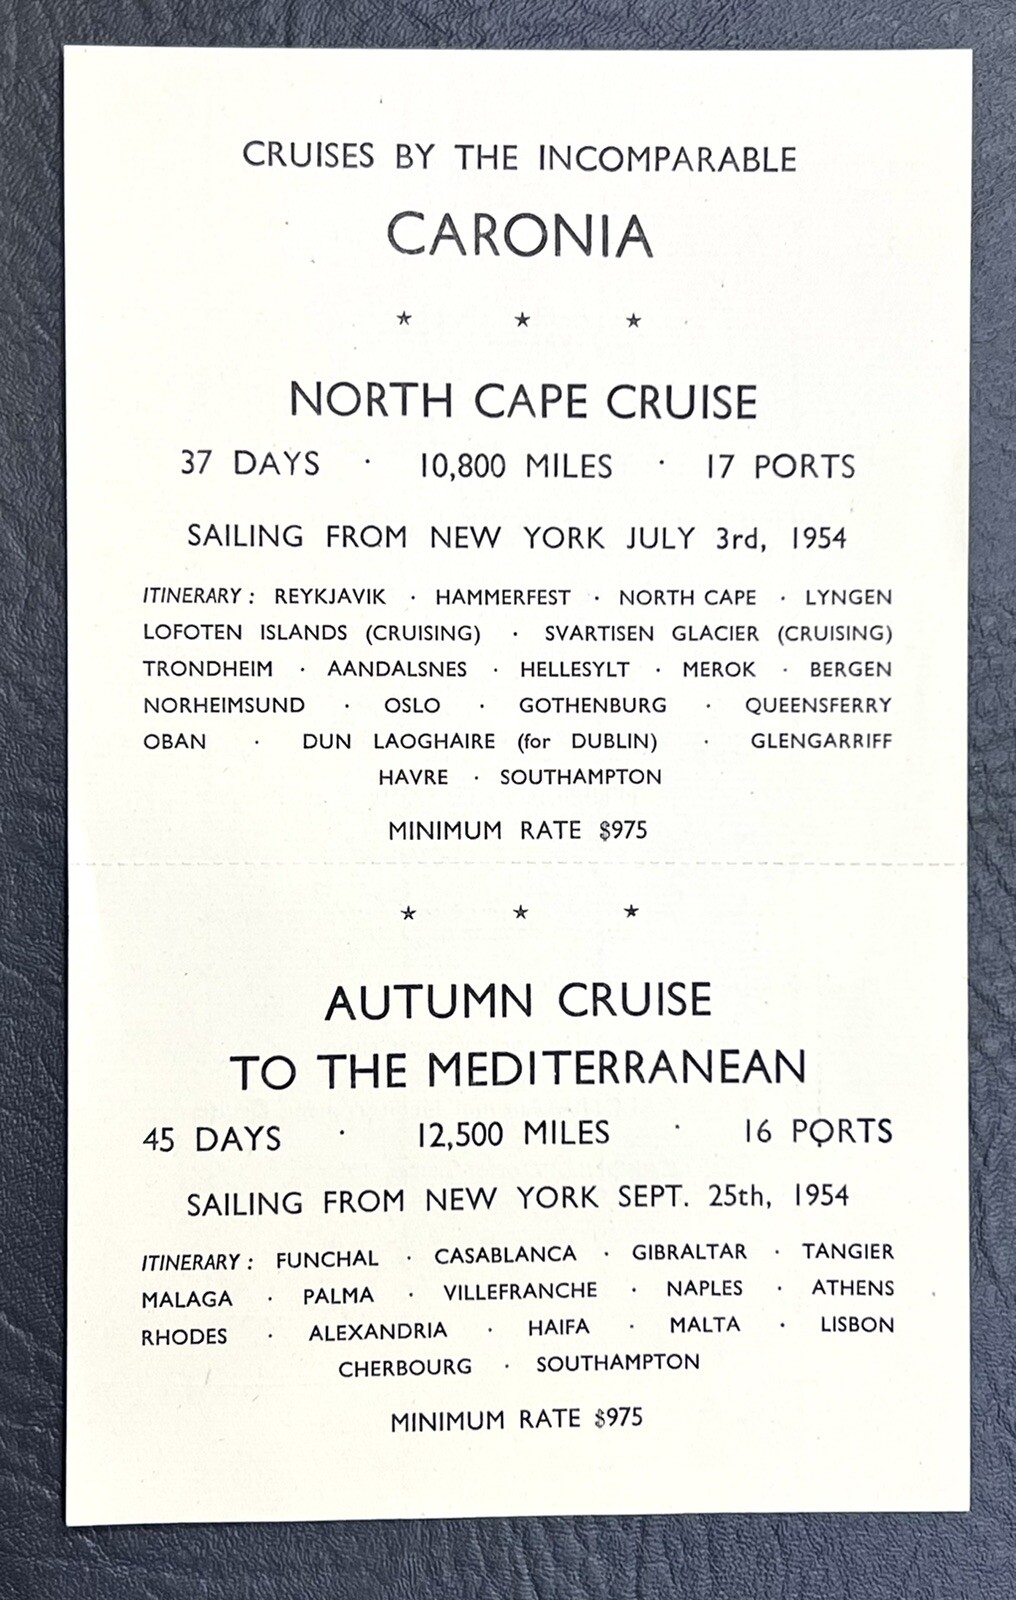 CRUISES BY THE INCOMPARABLE
CARONIA
★ ★ ★
NORTH CAPE CRUISE
37 DAYS · 10,800 MILES · 17 PORTS
SAILING FROM NEW YORK JULY 3rd, 1954
ITINERARY: REYKJAVIK · HAMMERFEST · NORTH CAPE · LYNGEN
LOFOTEN ISLANDS (CRUISING) · SVARTISEN GLACIER (CRUISING)
TRONDHEIM · AANDALSNES · HELLESYLT · MEROK · BERGEN
NORHEIMSUND · OSLO · GOTHENBURG · QUEENSFERRY
OBAN · DUN LAOGHAIRE (for DUBLIN) · GLENGARRIFF
HAVRE · SOUTHAMPTON
MINIMUM RATE $975
★ ★ ★
AUTUMN CRUISE
TO THE MEDITERRANEAN
45 DAYS · 12,500 MILES · 16 PORTS
SAILING FROM NEW YORK SEPT. 25th, 1954
ITINERARY: FUNCHAL · CASABLANCA · GIBRALTAR · TANGIER
MALAGA · PALMA · VILLEFRANCHE · NAPLES · ATHENS
RHODES · ALEXANDRIA · HAIFA · MALTA · LISBON
CHERBOURG · SOUTHAMPTON
MINIMUM RATE $975